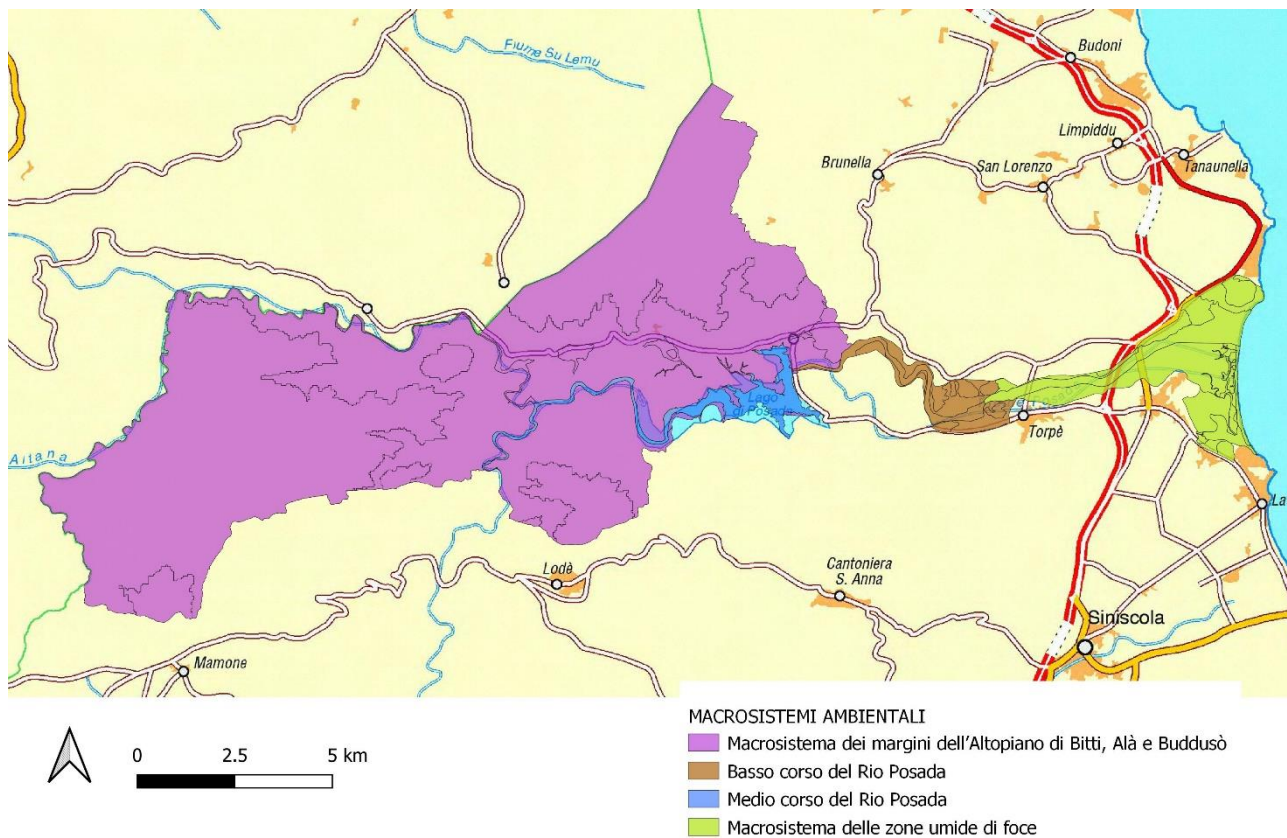 Fiume Su Lemu
Budoni
Limpiddu
Brunella
San Lorenzo
Tanaunella
Lago
di Posada
Aitana
Torpè
La
Lodè
Cantoniera
S. Anna
Siniscola
Mamone
0 2.5 5 km
MACROSISTEMI AMBIENTALI
Macrosistema dei margini dell'Altopiano di Bitti, Alà e Buddusò
Basso corso del Rio Posada
Medio corso del Rio Posada
Macrosistema delle zone umide di foce